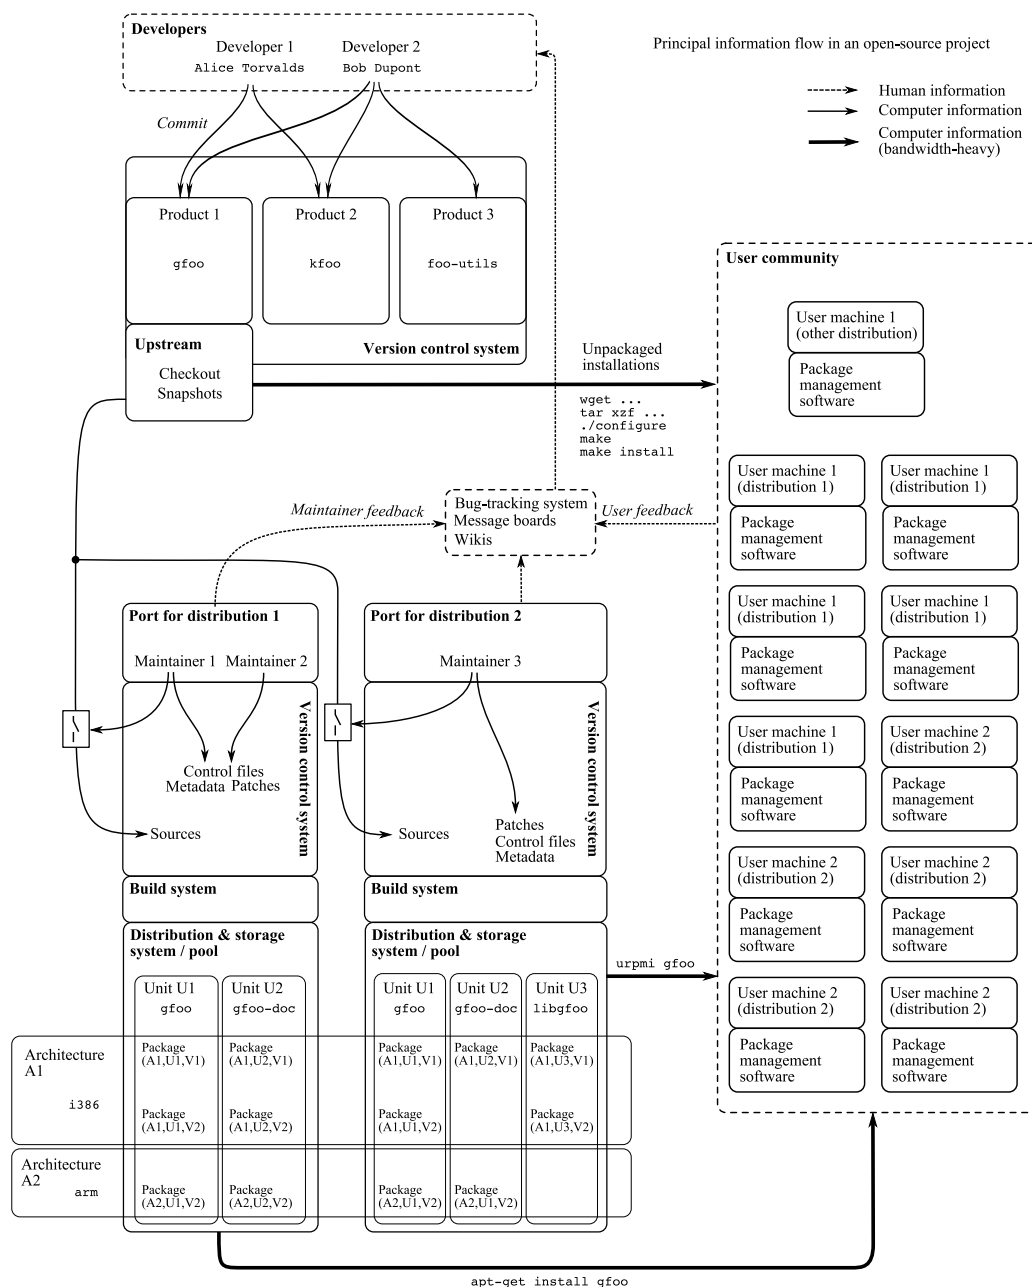 Developers
Developer 1
Alice Torvalds
Developer 2
Bob Dupont
Principal information flow in an open-source project
Human information
Computer information
Computer information
(bandwidth-heavy)
Commit
Product 1
gfoo
Product 2
kfoo
Product 3
foo-utils
Upstream
Version control system
Checkout
Snapshots
Unpackaged
installations
wget ...
tar xzf ...
./configure
make
make install
User community
User machine 1
(other distribution)
Package
management
software
User machine 1
(distribution 1)
Package
management
software
User machine 1
(distribution 1)
Package
management
software
User machine 1
(distribution 1)
Package
management
software
User machine 1
(distribution 1)
Package
management
software
User machine 1
(distribution 1)
Package
management
software
User machine 2
(distribution 2)
Package
management
software
User machine 2
(distribution 2)
Package
management
software
User machine 2
(distribution 2)
Package
management
software
User machine 2
(distribution 2)
Package
management
software
User machine 2
(distribution 2)
Package
management
software
Maintainer feedback
Bug-tracking system
Message boards
Wikis
User feedback
Port for distribution 1
Maintainer 1
Maintainer 2
Version control system
Control files
Metadata Patches
Sources
Build system
Distribution & storage
system / pool
Unit U1
gfoo
Unit U2
gfoo-doc
Port for distribution 2
Maintainer 3
Version control system
Sources
Patches
Control files
Metadata
Build system
Distribution & storage
system / pool
Unit U1
gfoo
Unit U2
gfoo-doc
Unit U3
libgfoo
urpmi gfoo
Architecture
A1
i386
Package
(A1,U1,V1)
Package
(A1,U2,V1)
Package
(A1,U1,V1)
Package
(A1,U2,V1)
Package
(A1,U3,V1)
Package
(A1,U1,V2)
Package
(A1,U2,V2)
Package
(A1,U1,V2)
Package
(A1,U3,V2)
Architecture
A2
arm
Package
(A2,U1,V2)
Package
(A2,U2,V2)
Package
(A2,U1,V2)
Package
(A2,U1,V2)
apt-get install gfoo